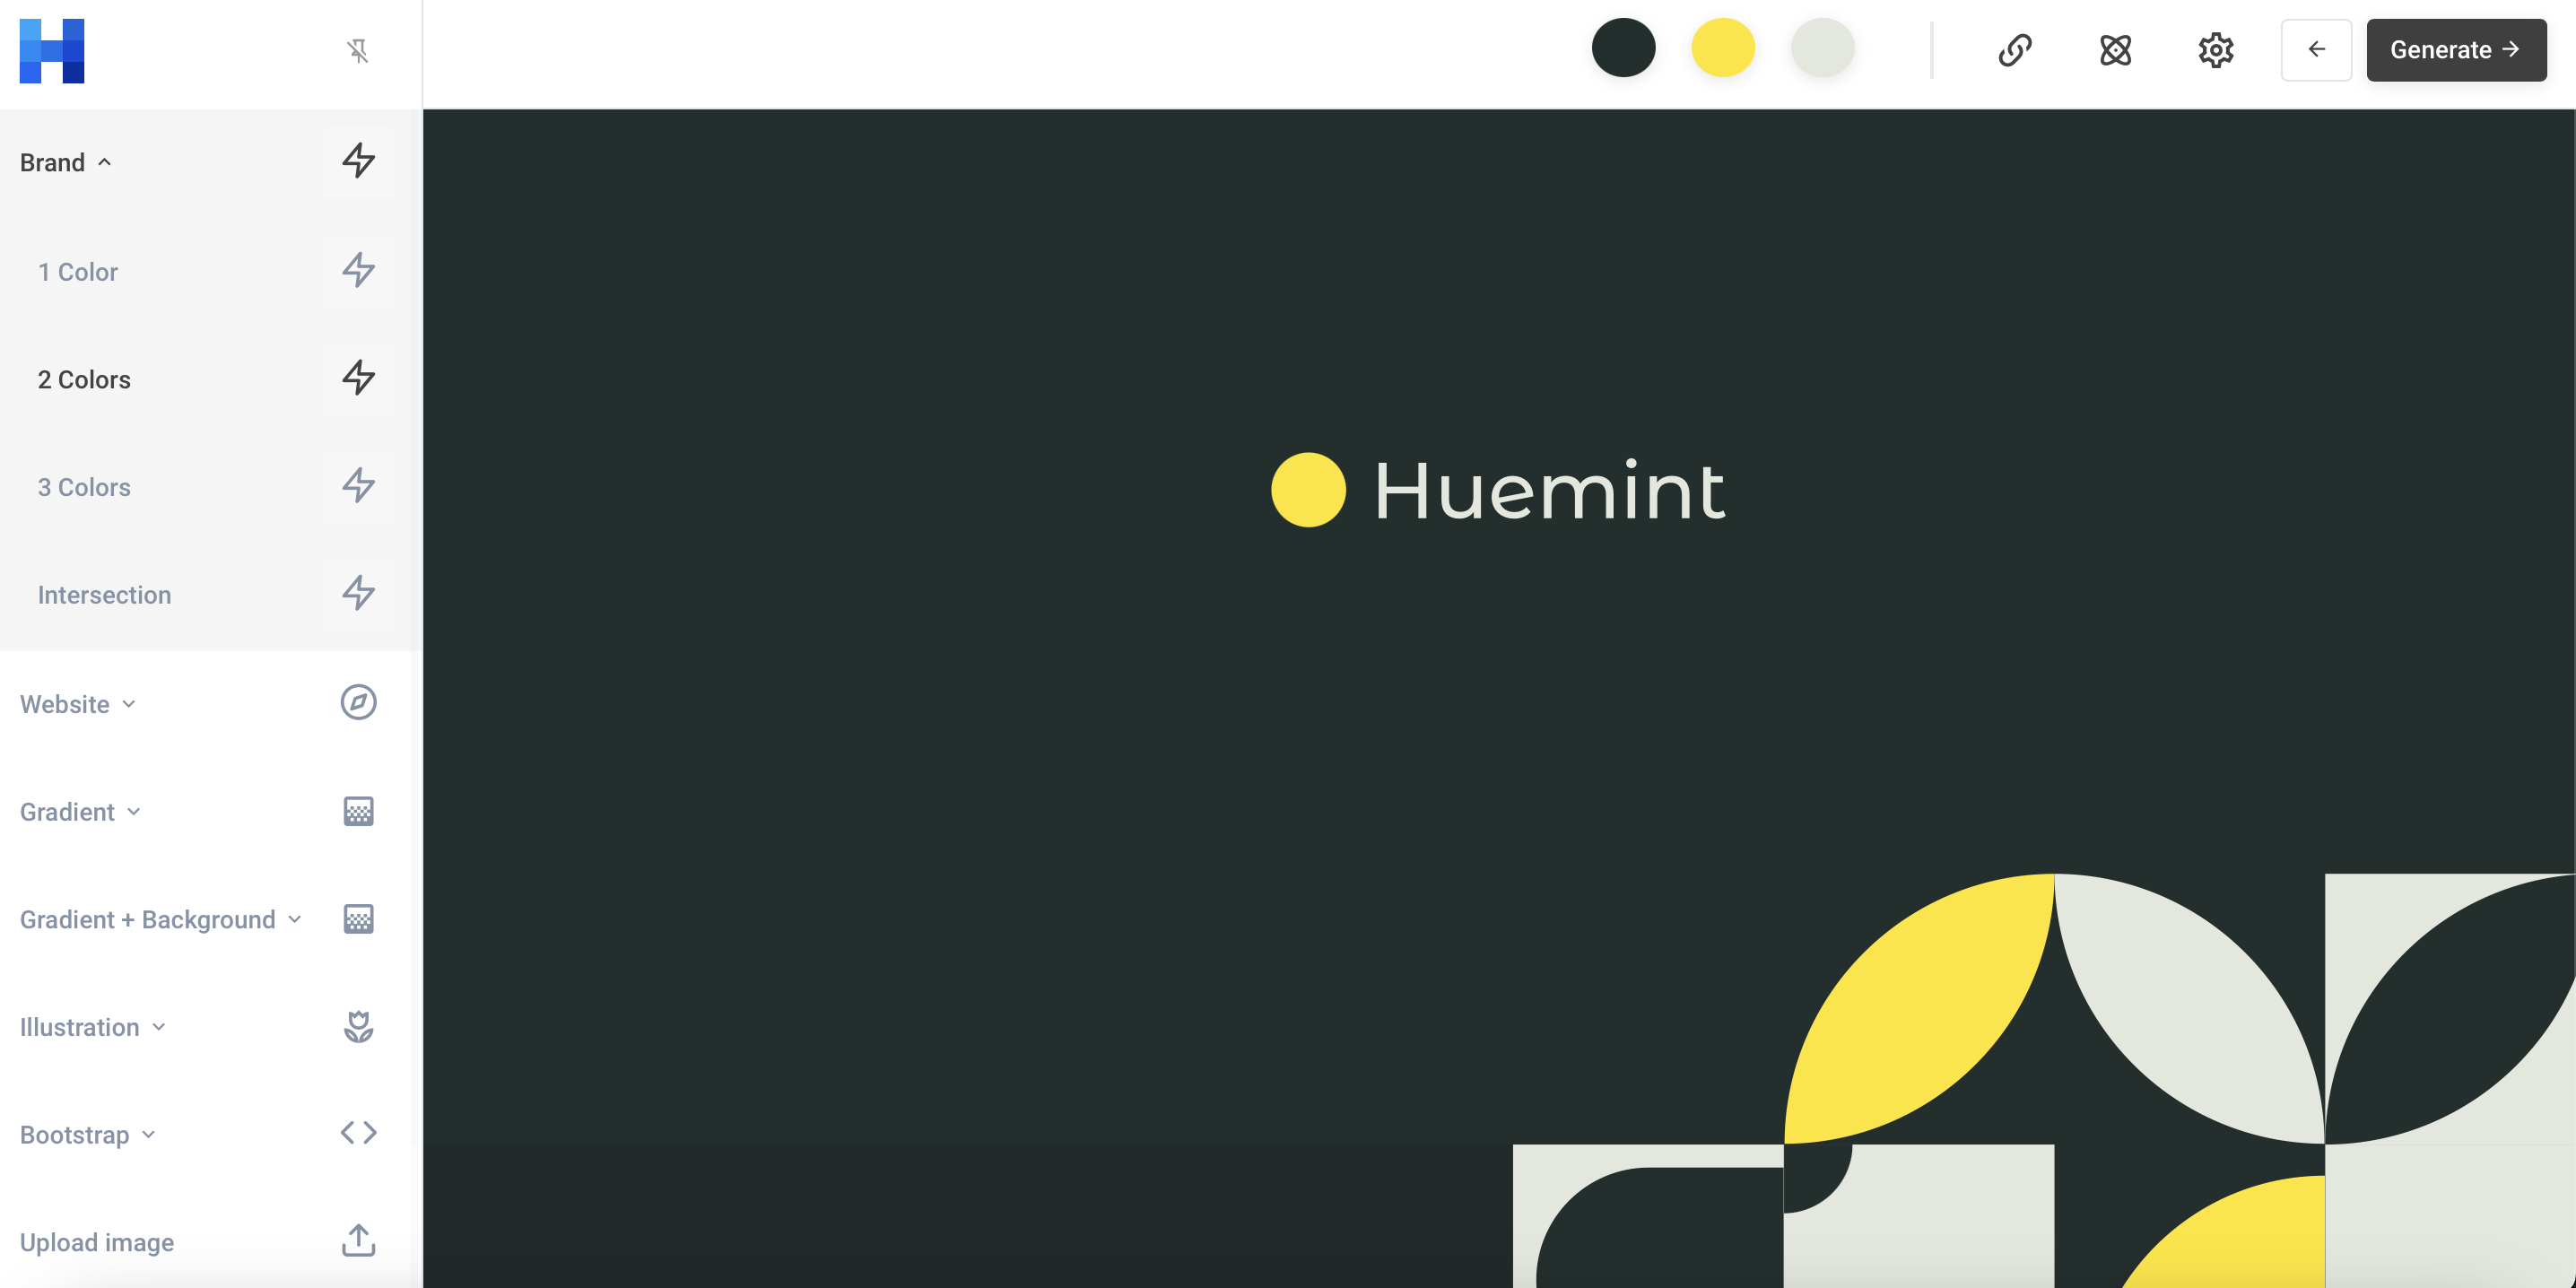 Generate
Brand
1 Color
2 Colors
3 Colors
Intersection
Website
Gradient
Gradient + Background
Illustration
Bootstrap
Upload image
Huemint